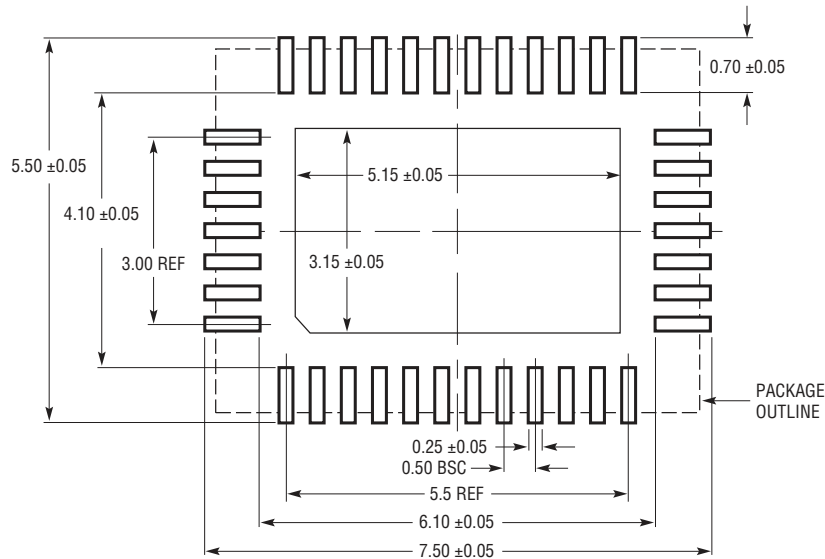 0.70 ±0.05
5.50 ±0.05
5.15 ±0.05
4.10 ±0.05
3.00 REF
3.15 ±0.05
PACKAGE
OUTLINE
0.25 ±0.05
0.50 BSC
5.5 REF
6.10 ±0.05
7.50 ±0.05